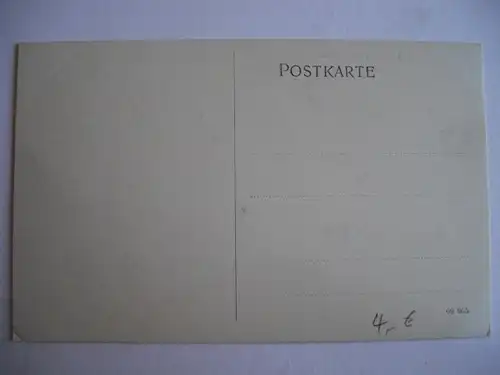 POSTKARTE
4,- €